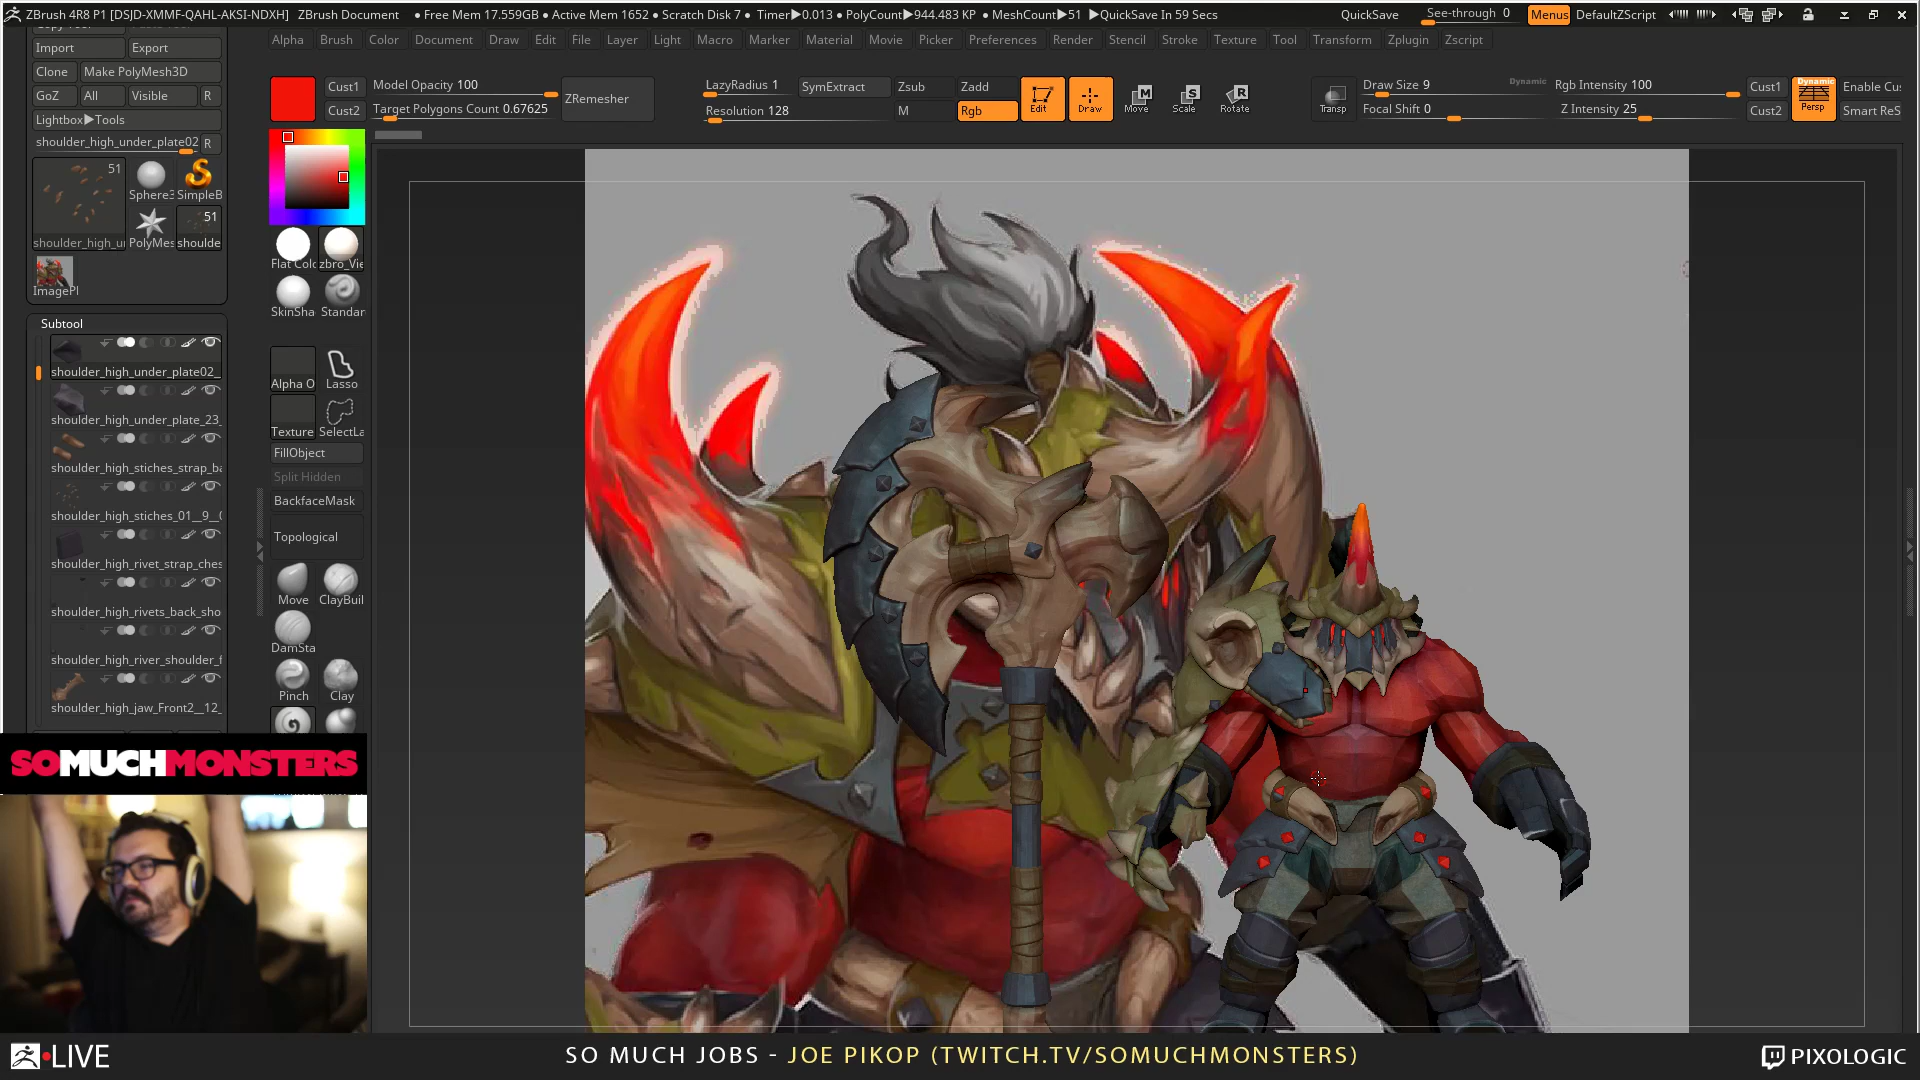 ZBrush 4R8 P1 [DSJD-XMMF-QAHL-AKSI-NDXH] ZBrush Document • Free Mem 17.559GB • Active Mem 1652 • Scratch Disk 7 • Timer▶0.013 • PolyCount▶944.483 KP • MeshCount▶51 ▶QuickSave In 59 Secs QuickSave See-through 0 Menus DefaultZScript
Alpha Brush Color Document Draw Edit File Layer Light Macro Marker Material Movie Picker Preferences Render Stencil Stroke Texture Tool Transform Zplugin Zscript
Import Export
Clone Make PolyMesh3D
GoZ All Visible R
Lightbox▶Tools
shoulder_high_under_plate02 R
51
Sphere3 SimpleB
51
shoulder_high_u PolyMes shoulde
ImagePl
Subtool
shoulder_high_under_plate02_
shoulder_high_under_plate_23_
shoulder_high_stiches_strap_ba
shoulder_high_stiches_01__9_
shoulder_high_rivet_strap_ches
shoulder_high_rivets_back_sho
shoulder_high_river_shoulder_f
shoulder_high_jaw_Front2__12_
Cust1 Model Opacity 100
Cust2 Target Polygons Count 0.67625
ZRemesher
LazyRadius 1 SymExtract Zsub Zadd
Resolution 128 M Rgb
Edit Draw Move Scale Rotate
Transp
Draw Size 9 Dynamic Rgb Intensity 100 Cust1
Focal Shift 0 Z Intensity 25 Cust2
Dynamic
Persp
Enable Cu
Smart ReS
Flat Colo zbro_Vie
SkinSha Standar
Alpha O Lasso
Texture SelectLa
FillObject
Split Hidden
BackfaceMask
Topological
Move ClayBuil
DamSta
Pinch Clay
SOMUCHMONSTERS
LIVE
SO MUCH JOBS - JOE PIKOP (TWITCH.TV/SOMUCHMONSTERS)
PIXOLOGIC